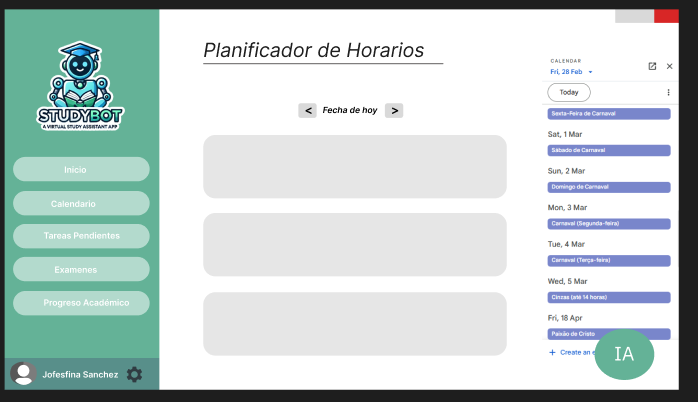 STUDYBOT
A VIRTUAL STUDY ASSISTANT APP
Inicio
Calendario
Tareas Pendientes
Examenes
Progreso Académico
Jofesfina Sanchez
Planificador de Horarios
< Fecha de hoy >
CALENDAR
Fri, 28 Feb
Today
Sexta-Feira de Carnaval
Sat, 1 Mar
Sábado de Carnaval
Sun, 2 Mar
Domingo de Carnaval
Mon, 3 Mar
Carnaval (Segunda-feira)
Tue, 4 Mar
Carnaval (Terça-feira)
Wed, 5 Mar
Cinzas (até 14 horas)
Fri, 18 Apr
Paixão de Cristo
+ Create an e
IA